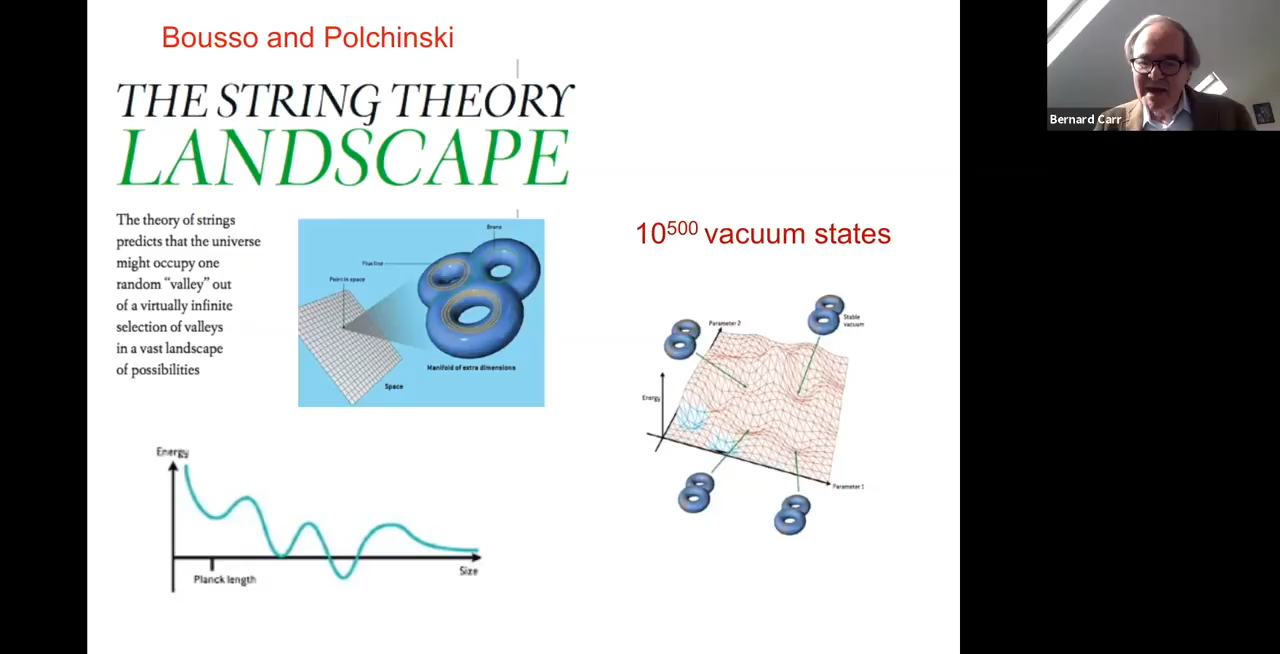 Bousso and Polchinski
THE STRING THEORY
LANDSCAPE
The theory of strings
predicts that the universe
might occupy one
random “valley” out
of a virtually infinite
selection of valleys
in a vast landscape
of possibilities
Brane
Flux line
Point in space
Manifold of extra dimensions
Space
10⁵⁰⁰ vacuum states
Parameter 2
Stable
vacuum
Energy
Parameter 1
Energy
Planck length
Size
Bernard Carr